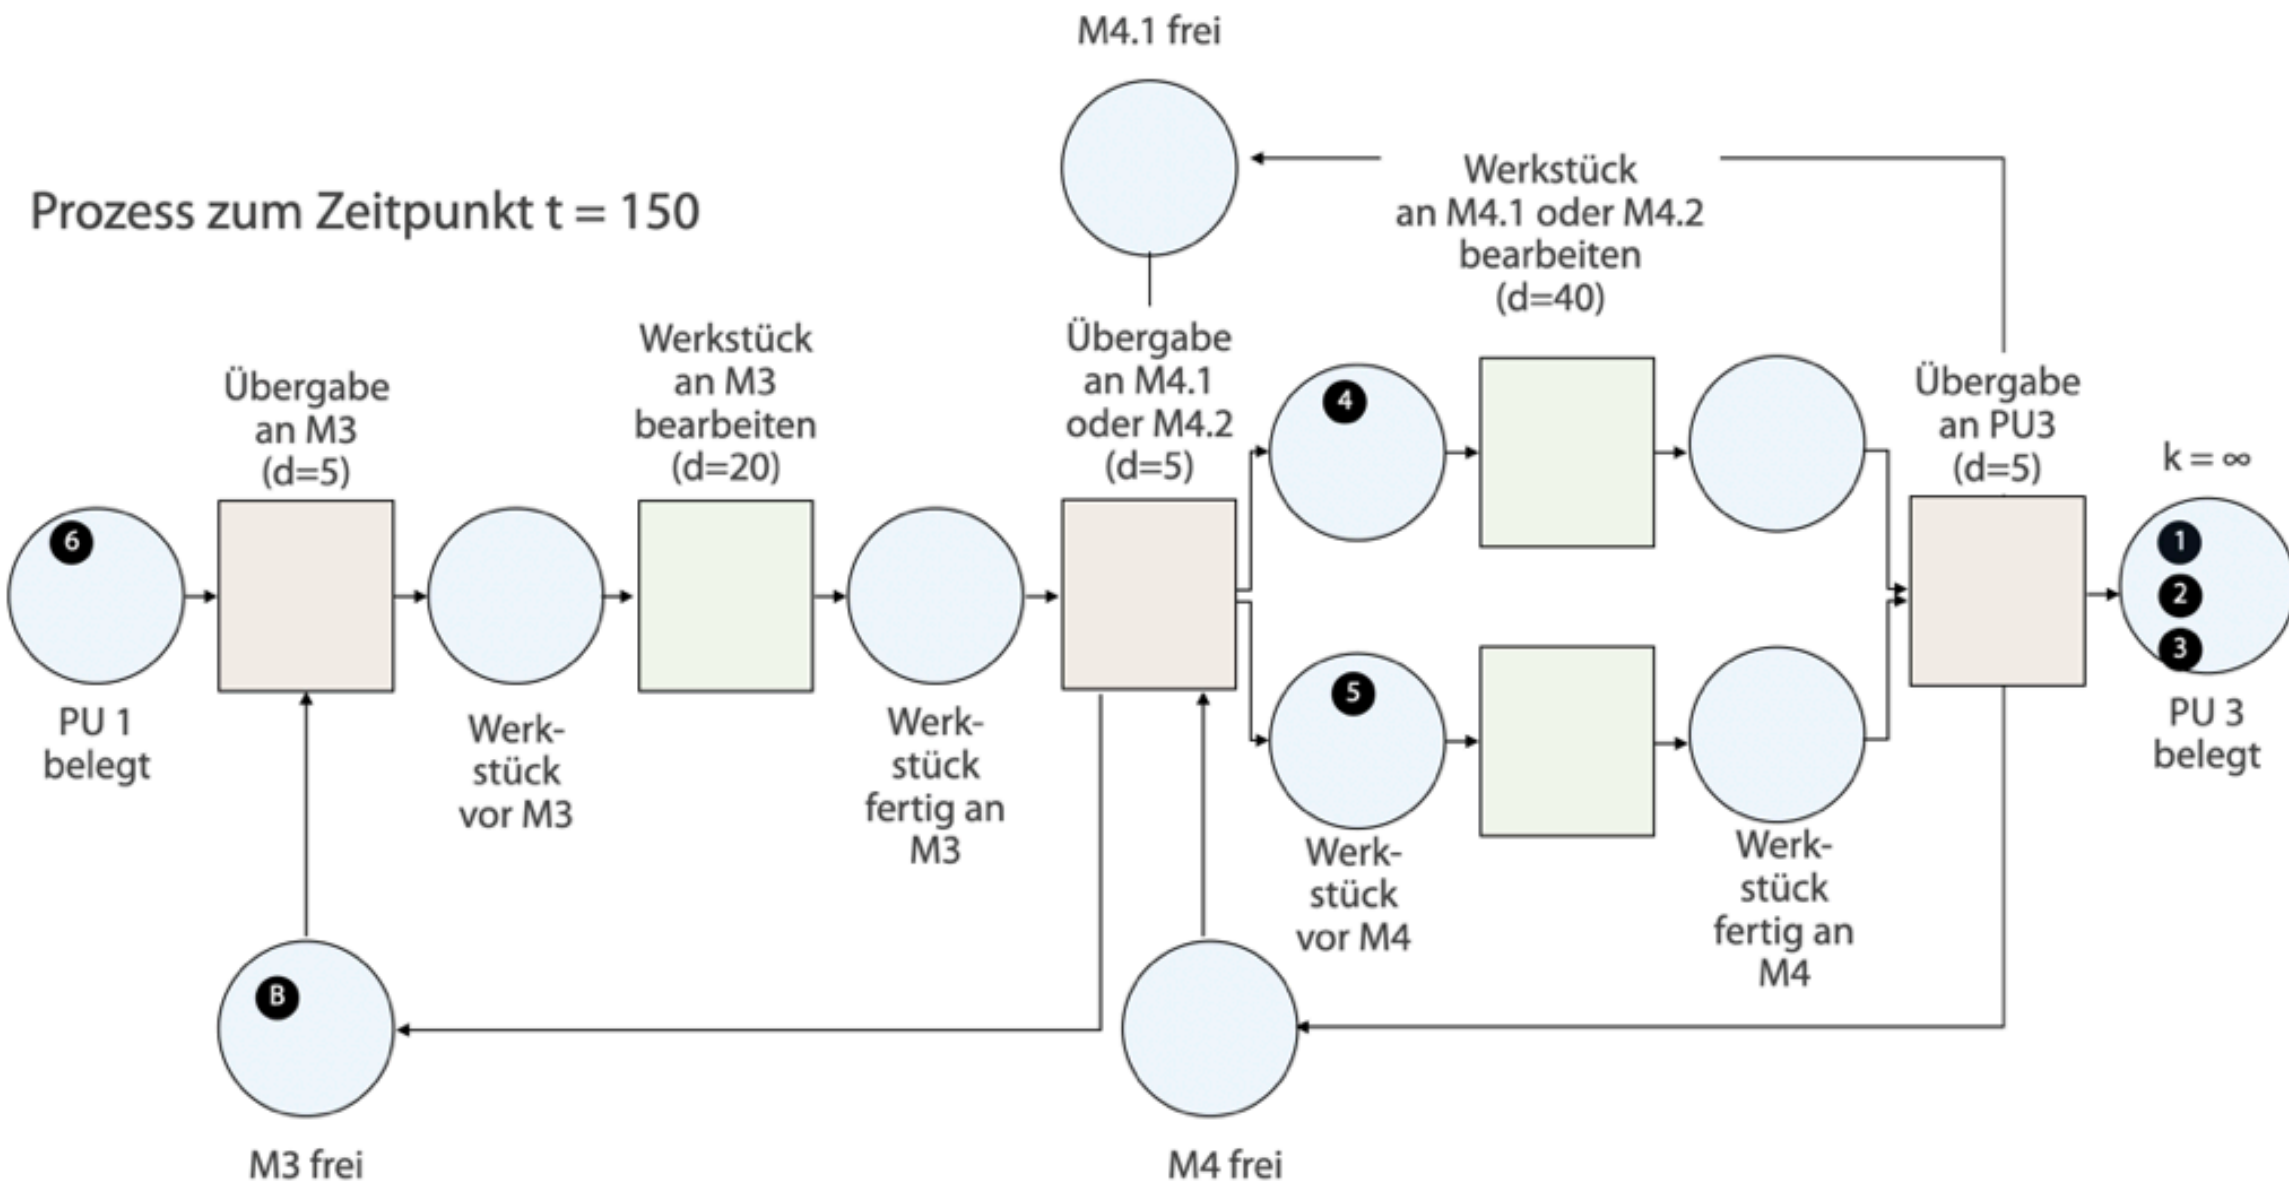 M4.1 frei
Prozess zum Zeitpunkt t = 150
Werkstück
an M4.1 oder M4.2
bearbeiten
(d=40)
Übergabe
an M3
(d=5)
Werkstück
an M3
bearbeiten
(d=20)
Übergabe
an M4.1
oder M4.2
(d=5)
Übergabe
an PU3
(d=5)
k = ∞
4
6
1
2
3
5
PU 1
belegt
Werk-
stück
vor M3
Werk-
stück
fertig an
M3
Werk-
stück
vor M4
Werk-
stück
fertig an
M4
PU 3
belegt
B
M3 frei
M4 frei